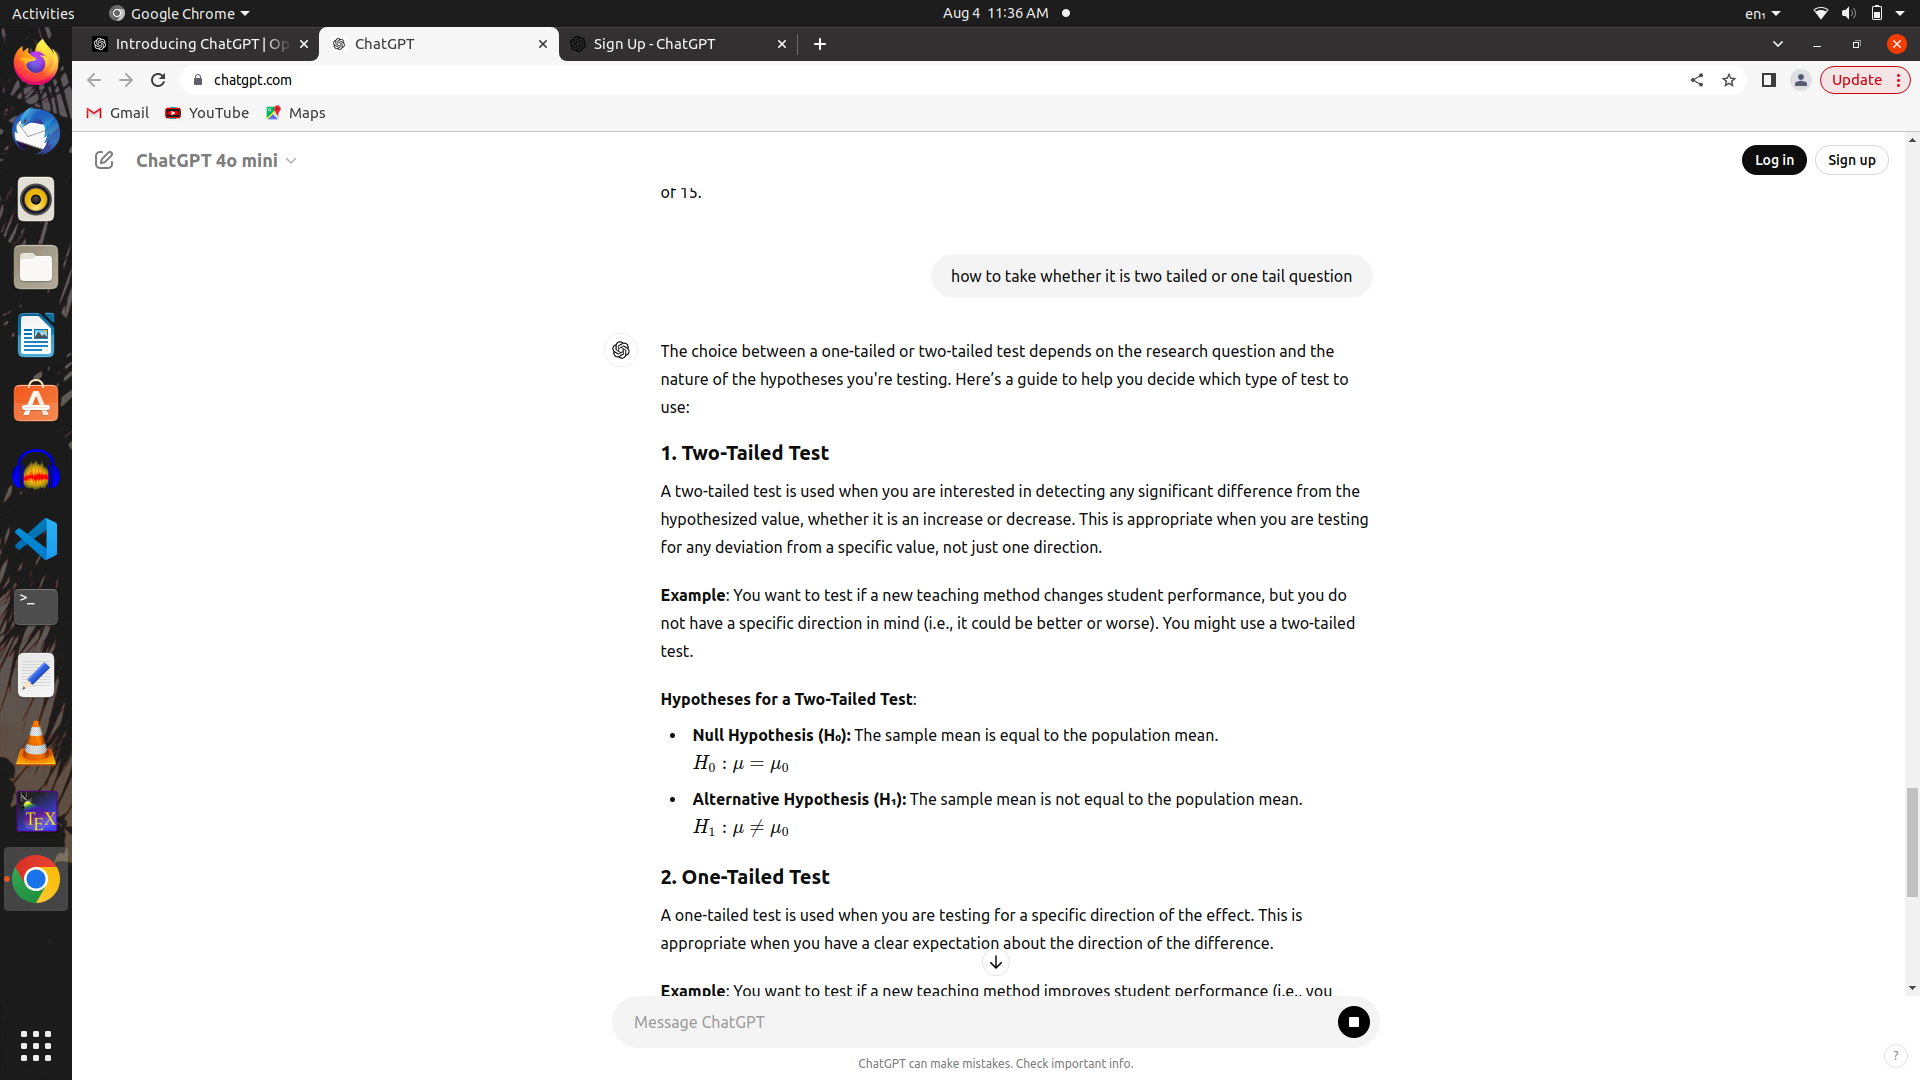 Activities
Google Chrome
Aug 4 11:36 AM
en₁
Introducing ChatGPT | Op
ChatGPT
Sign Up - ChatGPT
chatgpt.com
Update
Gmail
YouTube
Maps
ChatGPT 4o mini
Log in
Sign up
of 15.
how to take whether it is two tailed or one tail question
The choice between a one-tailed or two-tailed test depends on the research question and the
nature of the hypotheses you're testing. Here’s a guide to help you decide which type of test to
use:
1. Two-Tailed Test
A two-tailed test is used when you are interested in detecting any significant difference from the
hypothesized value, whether it is an increase or decrease. This is appropriate when you are testing
for any deviation from a specific value, not just one direction.
Example: You want to test if a new teaching method changes student performance, but you do
not have a specific direction in mind (i.e., it could be better or worse). You might use a two-tailed
test.
Hypotheses for a Two-Tailed Test:
• Null Hypothesis (H₀): The sample mean is equal to the population mean.
H₀ : μ = μ₀
• Alternative Hypothesis (H₁): The sample mean is not equal to the population mean.
H₁ : μ ≠ μ₀
2. One-Tailed Test
A one-tailed test is used when you are testing for a specific direction of the effect. This is
appropriate when you have a clear expectation about the direction of the difference.
Example: You want to test if a new teaching method improves student performance (i.e., you
Message ChatGPT
ChatGPT can make mistakes. Check important info.
?
>_
TEX